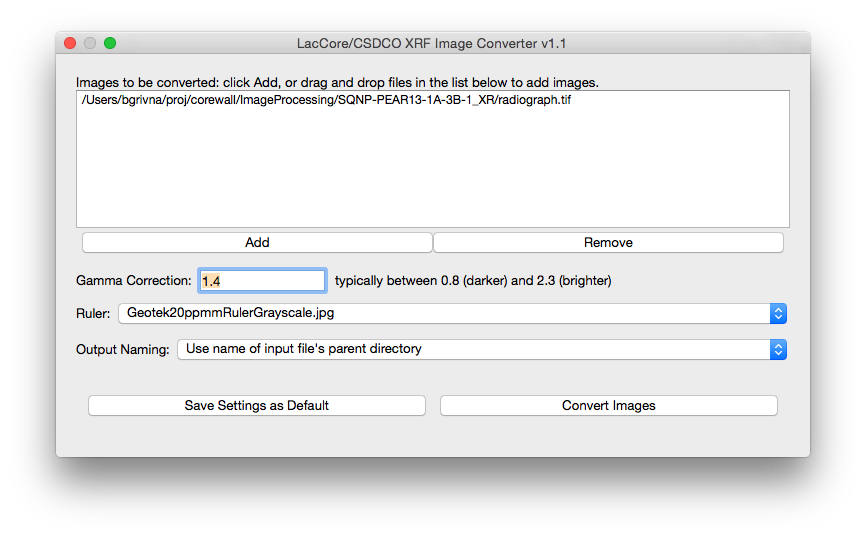 LacCore/CSDCO XRF Image Converter v1.1
Images to be converted: click Add, or drag and drop files in the list below to add images.
/Users/bgrivna/proj/corewall/ImageProcessing/SQNP-PEAR13-1A-3B-1_XR/radiograph.tif
Add Remove
Gamma Correction: 1.4 typically between 0.8 (darker) and 2.3 (brighter)
Ruler: Geotek20ppmmRulerGrayscale.jpg
Output Naming: Use name of input file's parent directory
Save Settings as Default Convert Images